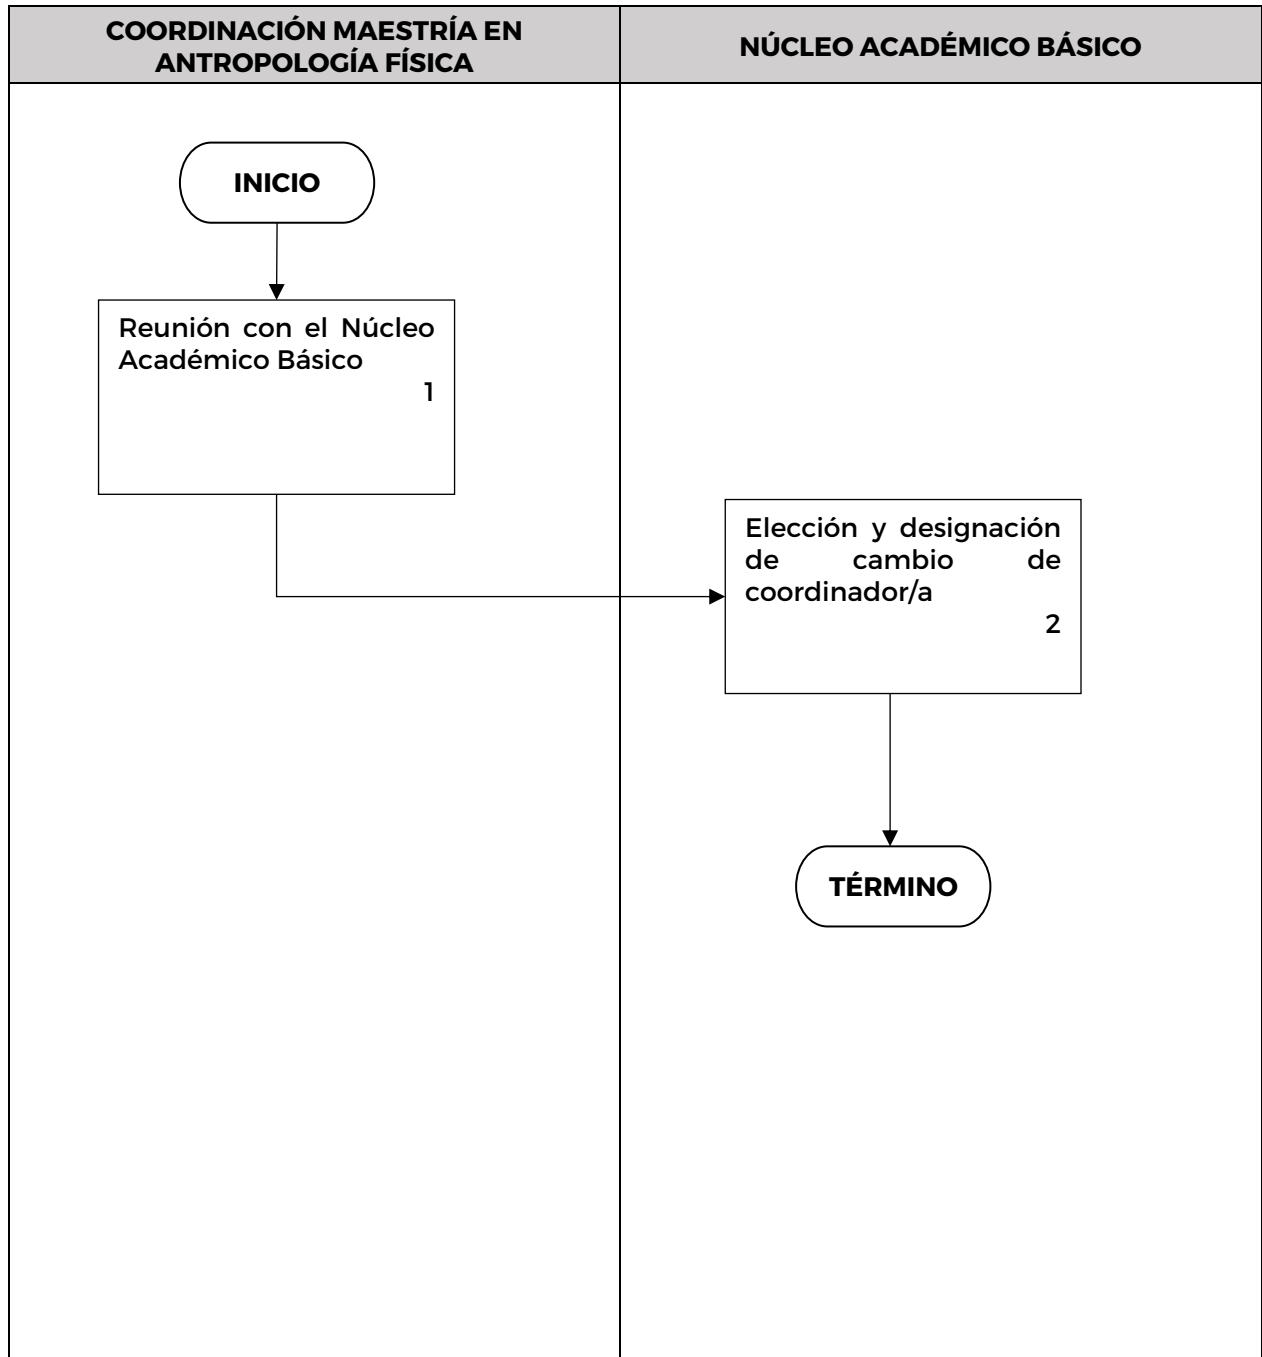 COORDINACIÓN MAESTRÍA EN
ANTROPOLOGÍA FÍSICA
NÚCLEO ACADÉMICO BÁSICO
INICIO
Reunión con el Núcleo
Académico Básico
1
Elección y designación
de cambio de
coordinador/a
2
TÉRMINO